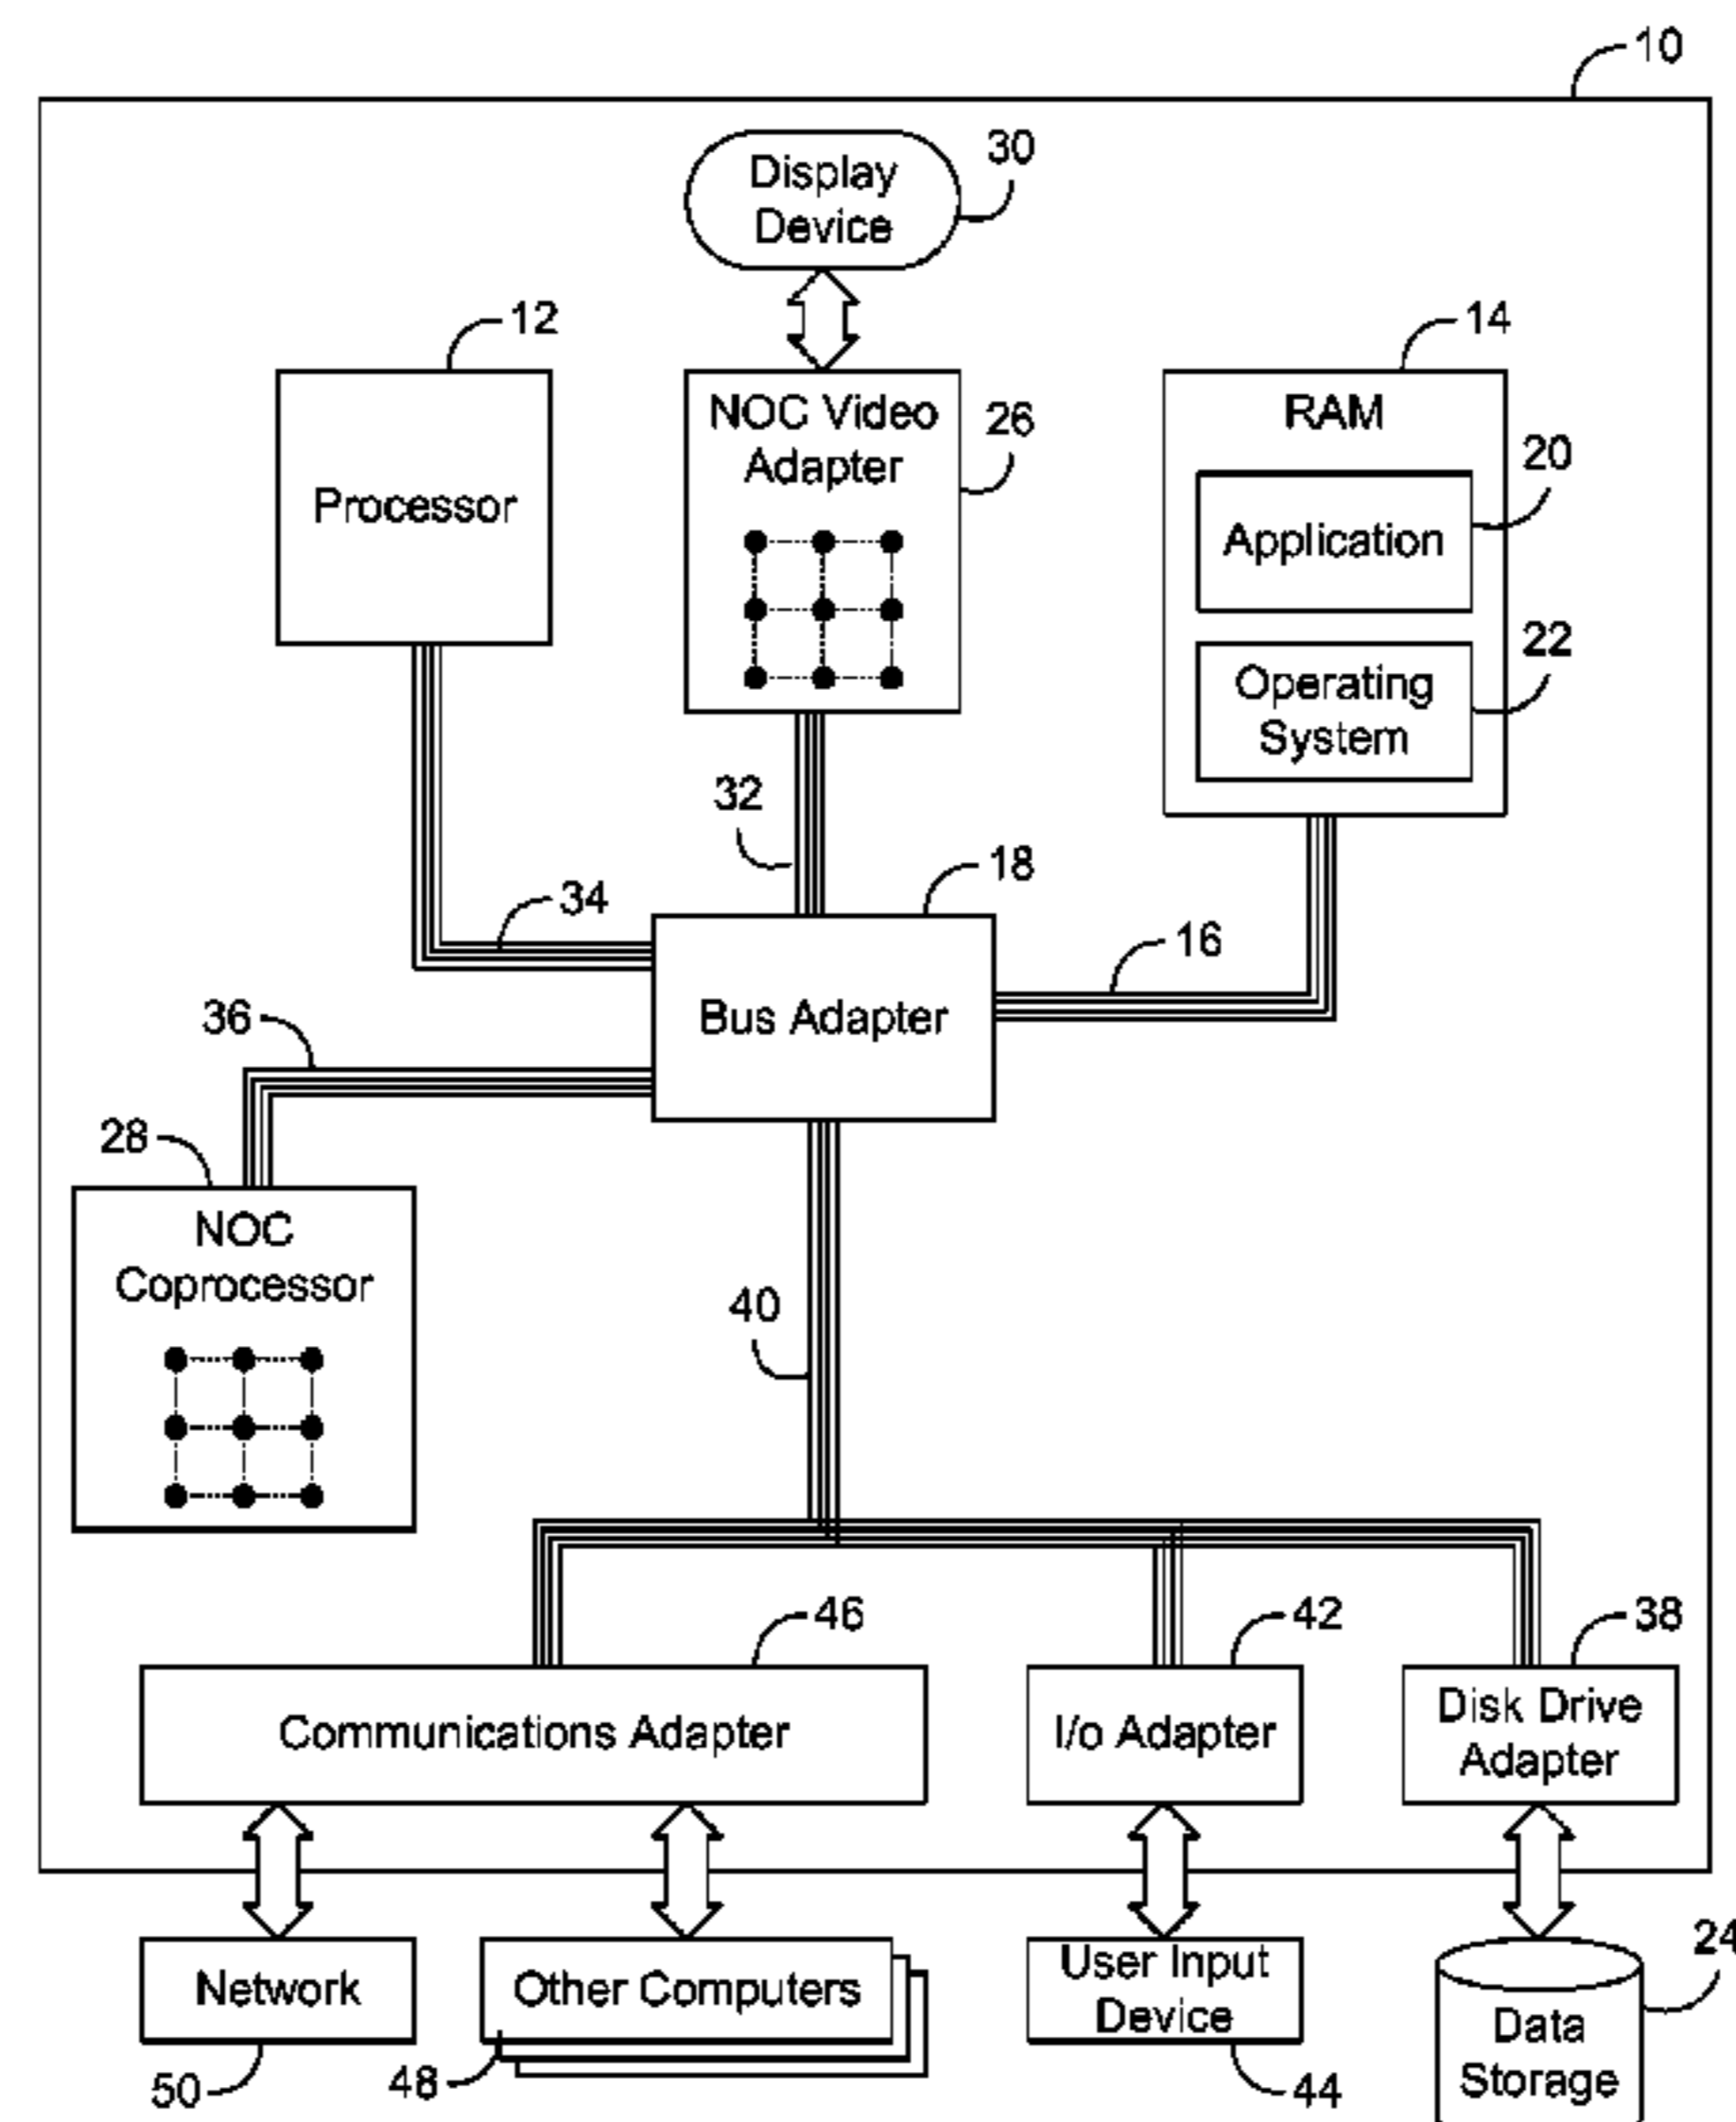 10
Display
Device
30
12
14
NOC Video
Adapter
26
RAM
20
Processor
Application
22
Operating
System
32
18
34
16
36
Bus Adapter
28
NOC
Coprocessor
40
46
42
38
Communications Adapter
I/o Adapter
Disk Drive
Adapter
24
Network
Other Computers
User Input
Device
Data
Storage
50
48
44